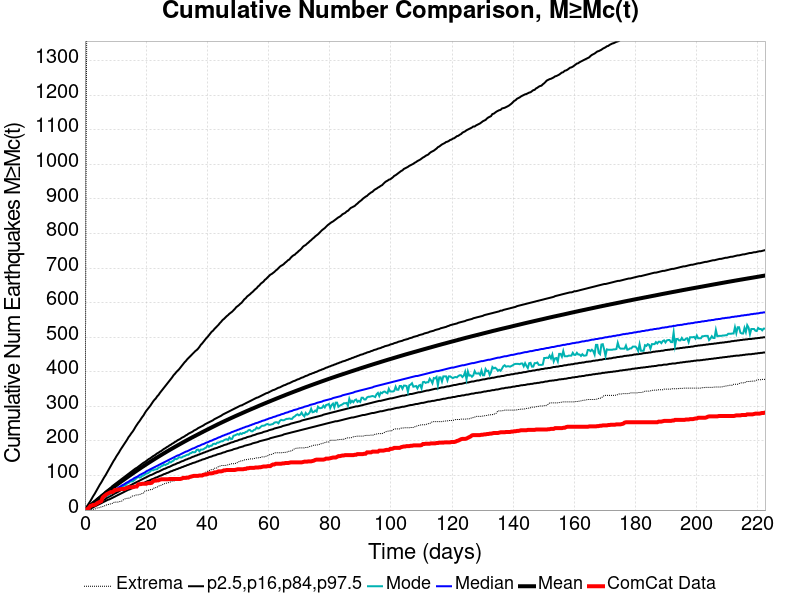 Cumulative Number Comparison, M≥Mc(t)
Cumulative Num Earthquakes M≥Mc(t)
1300
1200
1100
1000
900
800
700
600
500
400
300
200
100
0
0 20 40 60 80 100 120 140 160 180 200 220
Time (days)
Extrema p2.5,p16,p84,p97.5 Mode Median Mean ComCat Data